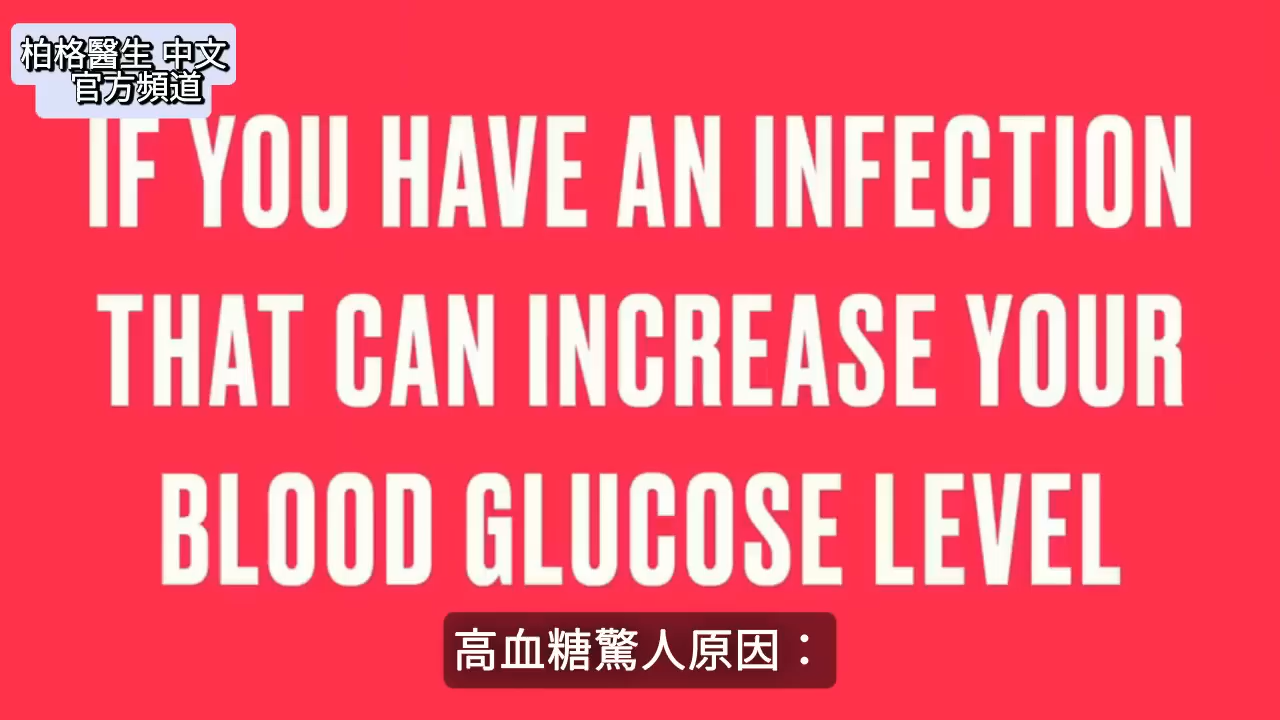 柏格醫生 中文
官方頻道
IF YOU HAVE AN INFECTION
THAT CAN INCREASE YOUR
BLOOD GLUCOSE LEVEL
高血糖驚人原因：